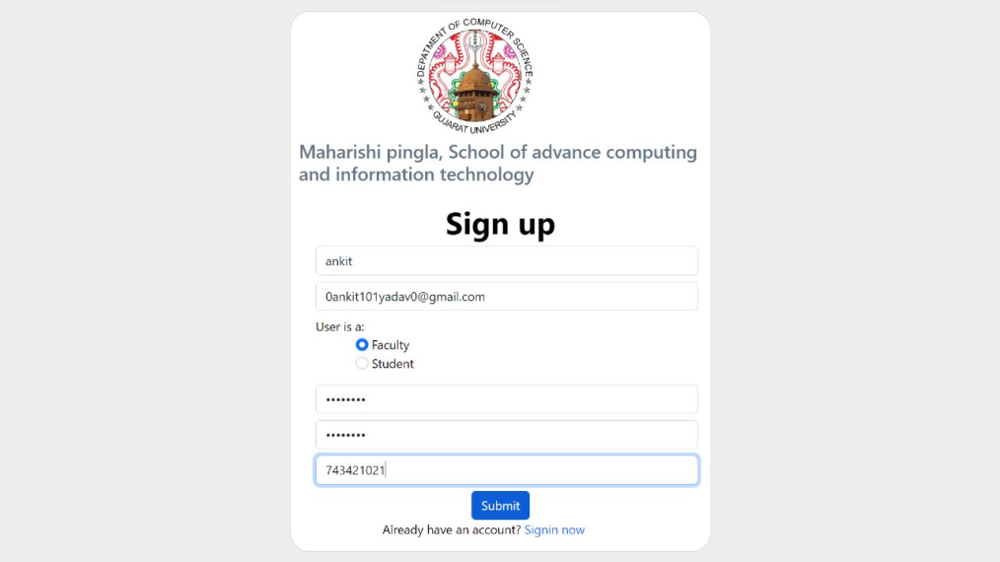 DEPATMENT OF COMPUTER SCIENCE
GUJARAT UNIVERSITY
Maharishi pingla, School of advance computing
and information technology
Sign up
ankit
0ankit101yadav0@gmail.com
User is a:
Faculty
Student
••••••••
••••••••
743421021
Submit
Already have an account? Signin now